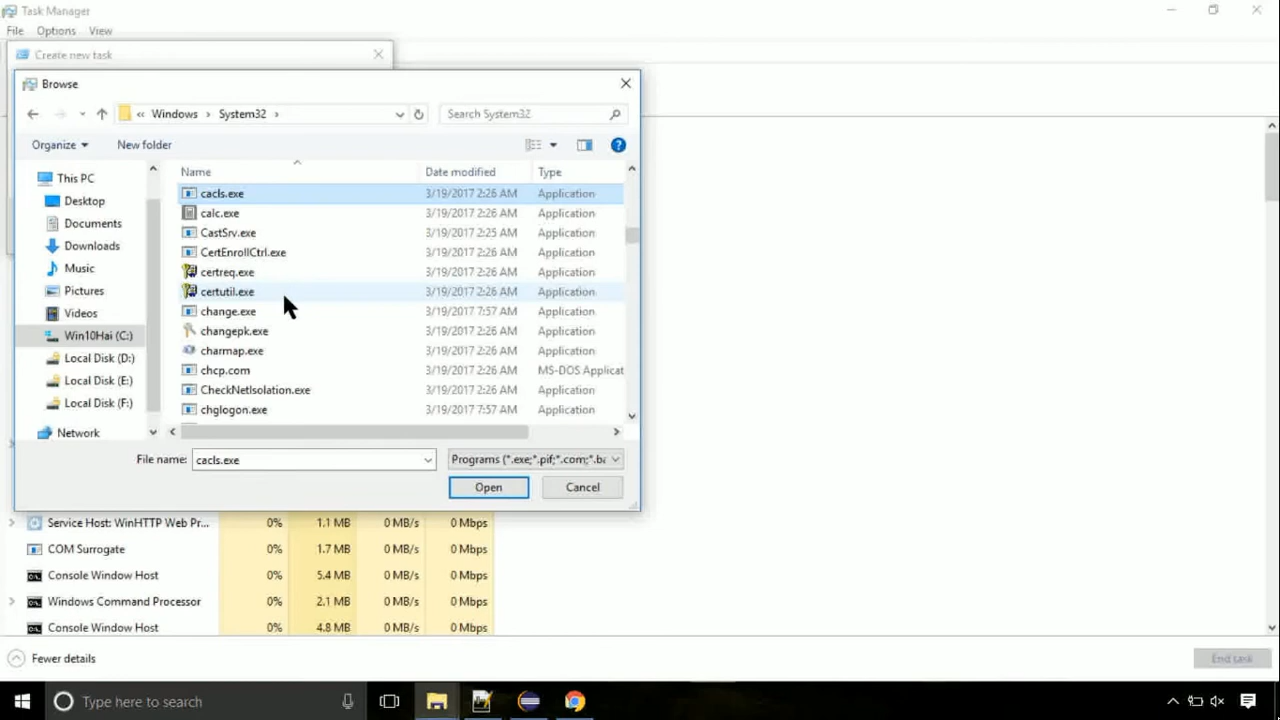 Task Manager
File Options View
Create new task
Browse
« Windows › System32 ›
Search System32
Organize New folder
This PC
Desktop
Documents
Downloads
Music
Pictures
Videos
Win10Hai (C:)
Local Disk (D:)
Local Disk (E:)
Local Disk (F:)
Network
Name Date modified Type
cacls.exe 3/19/2017 2:26 AM Application
calc.exe 3/19/2017 2:26 AM Application
CastSrv.exe 3/19/2017 2:25 AM Application
CertEnrollCtrl.exe 3/19/2017 2:26 AM Application
certreq.exe 3/19/2017 2:26 AM Application
certutil.exe 3/19/2017 2:26 AM Application
change.exe 3/19/2017 7:57 AM Application
changepk.exe 3/19/2017 2:26 AM Application
charmap.exe 3/19/2017 2:26 AM Application
chcp.com 3/19/2017 2:26 AM MS-DOS Applicat
CheckNetIsolation.exe 3/19/2017 2:26 AM Application
chglogon.exe 3/19/2017 7:57 AM Application
File name: cacls.exe Programs (*.exe;*.pif;*.com;*.ba
Open Cancel
Service Host: WinHTTP Web Pr... 0% 1.1 MB 0 MB/s 0 Mbps
COM Surrogate 0% 1.7 MB 0 MB/s 0 Mbps
Console Window Host 0% 5.4 MB 0 MB/s 0 Mbps
Windows Command Processor 0% 2.1 MB 0 MB/s 0 Mbps
Console Window Host 0% 4.8 MB 0 MB/s 0 Mbps
Fewer details
End task
Type here to search